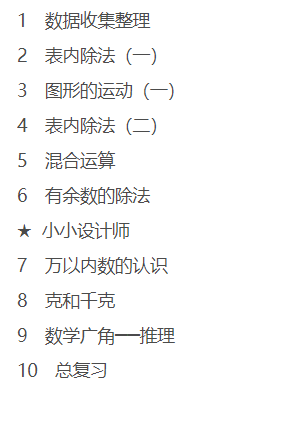 1 数据收集整理
2 表内除法（一）
3 图形的运动（一）
4 表内除法（二）
5 混合运算
6 有余数的除法
★ 小小设计师
7 万以内数的认识
8 克和千克
9 数学广角──推理
10 总复习